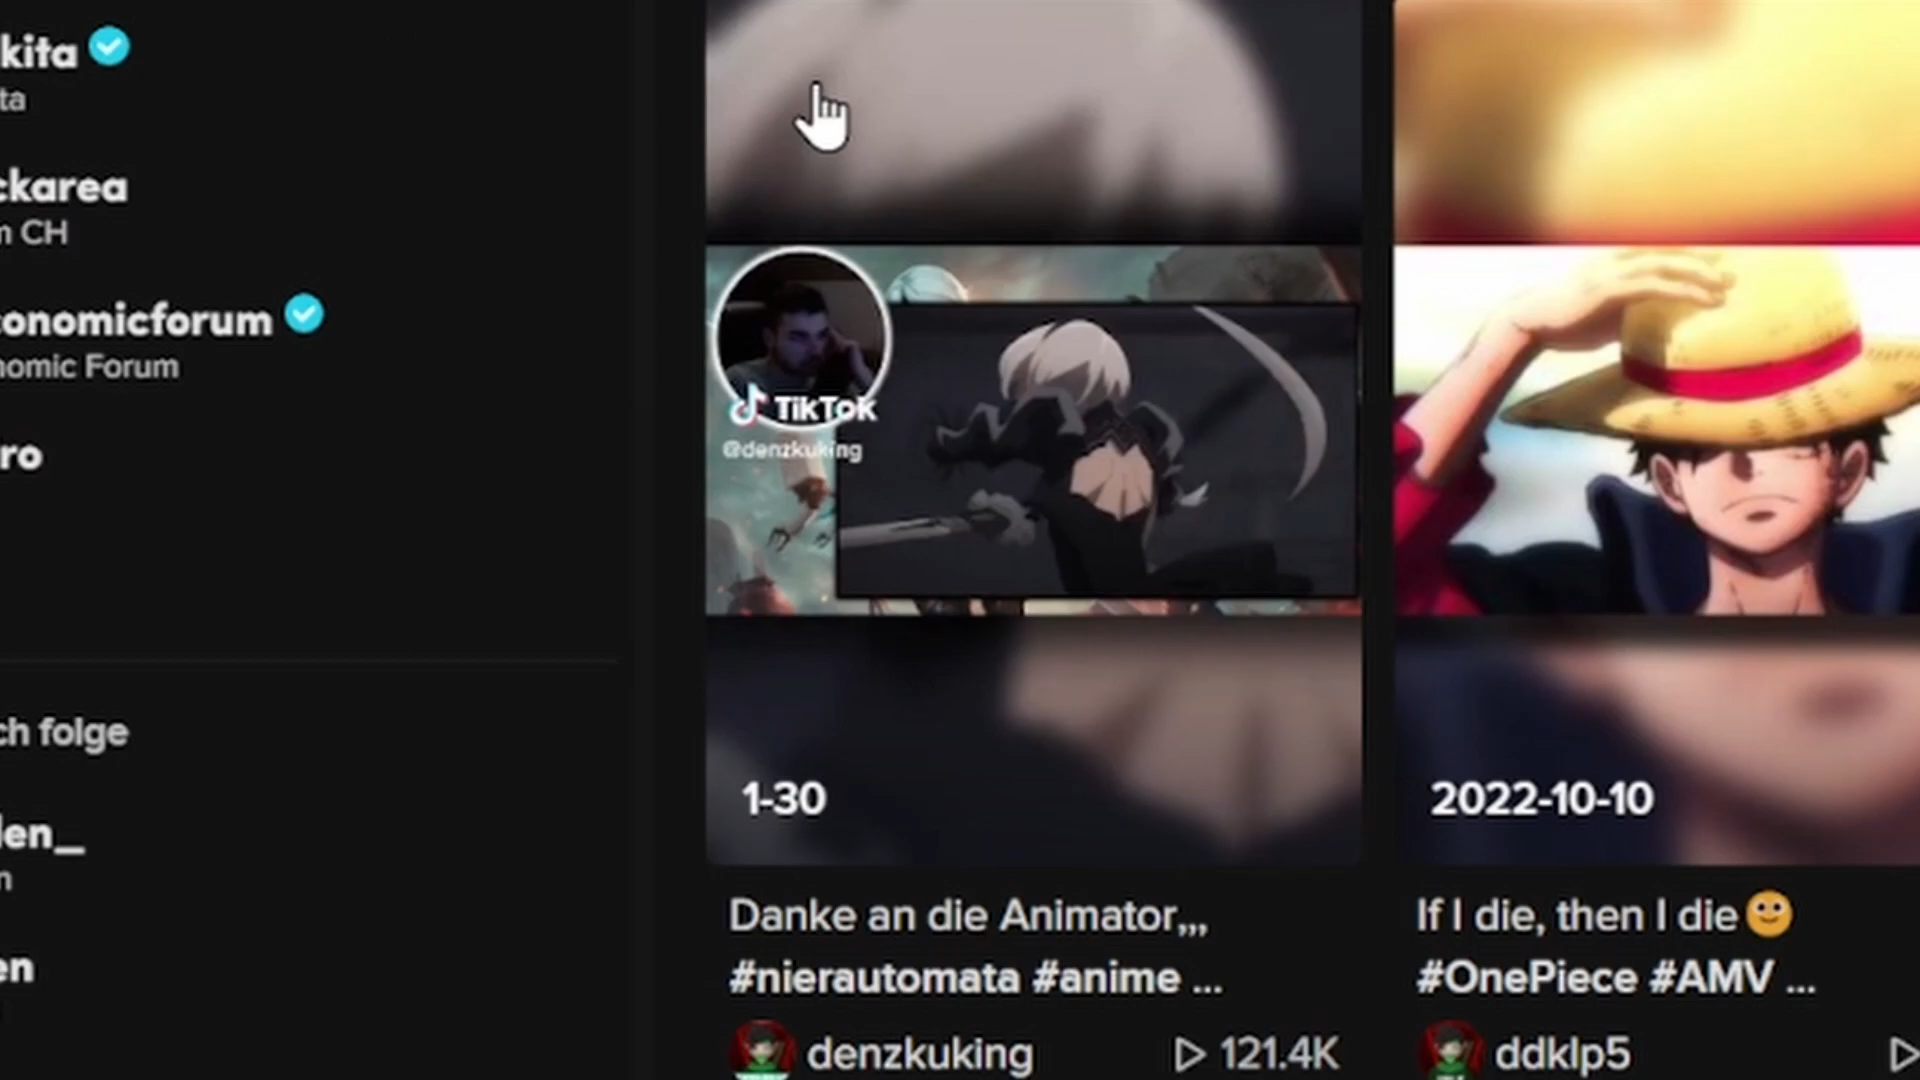 kita
ta
ckarea
n CH
conomicforum
nomic Forum
ro
ch folge
len_
n
en
TikTok
@denzkuking
1-30
Danke an die Animator,,,
#nierautomata #anime ...
denzkuking
121.4K
2022-10-10
If I die, then I die
#OnePiece #AMV ...
ddklp5